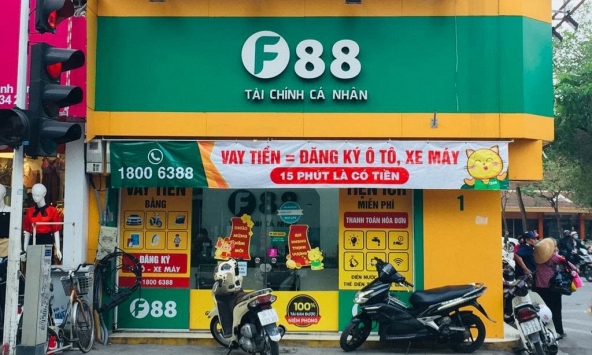 F88
TÀI CHÍNH CÁ NHÂN
1800 6388
VAY TIỀN = ĐĂNG KÝ Ô TÔ, XE MÁY
15 PHÚT LÀ CÓ TIỀN
VAY TIỀN
BẰNG
ĐĂNG KÝ
Ô TÔ - XE MÁY
1800 6388
F88
F88
TIỆN ÍCH
MIỄN PHÍ
THANH TOÁN HÓA ĐƠN
1
100%